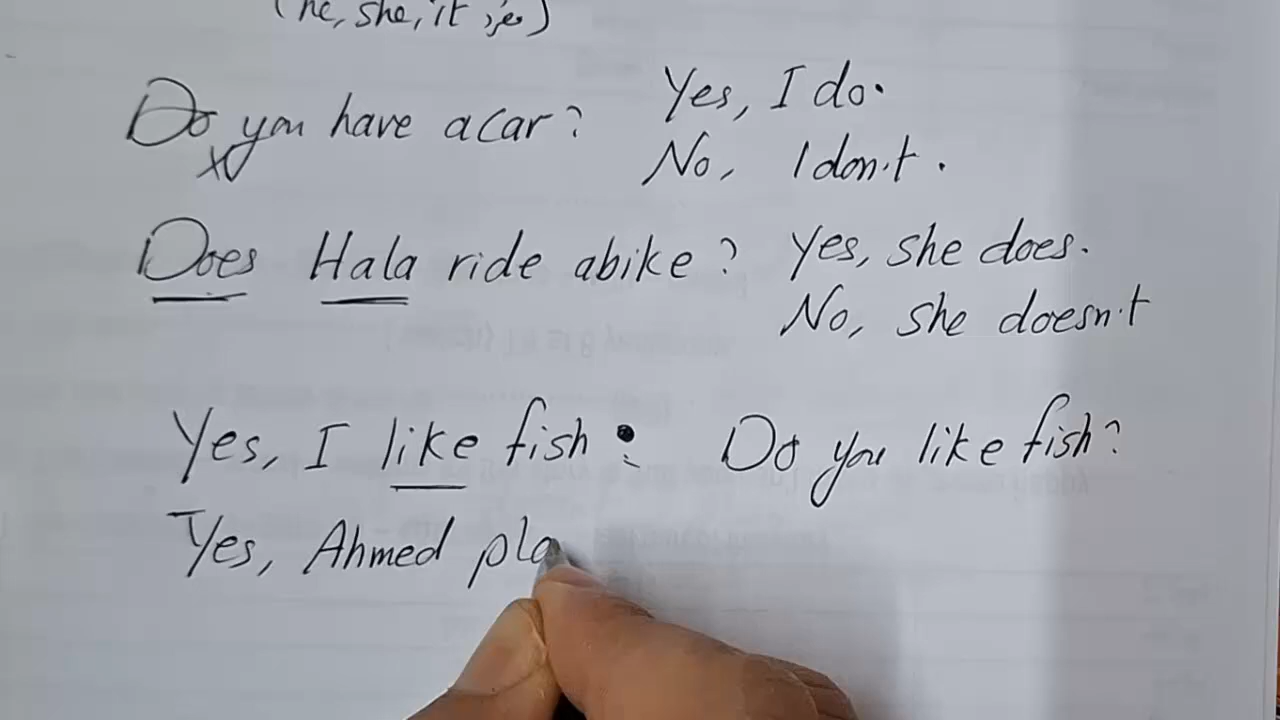 (he, she, it مفرد)
Do you have a car? Yes, I do.
No, I don't.
Does Hala ride a bike? Yes, she does.
No, she doesn't
Yes, I like fish. Do you like fish?
Yes, Ahmed pla